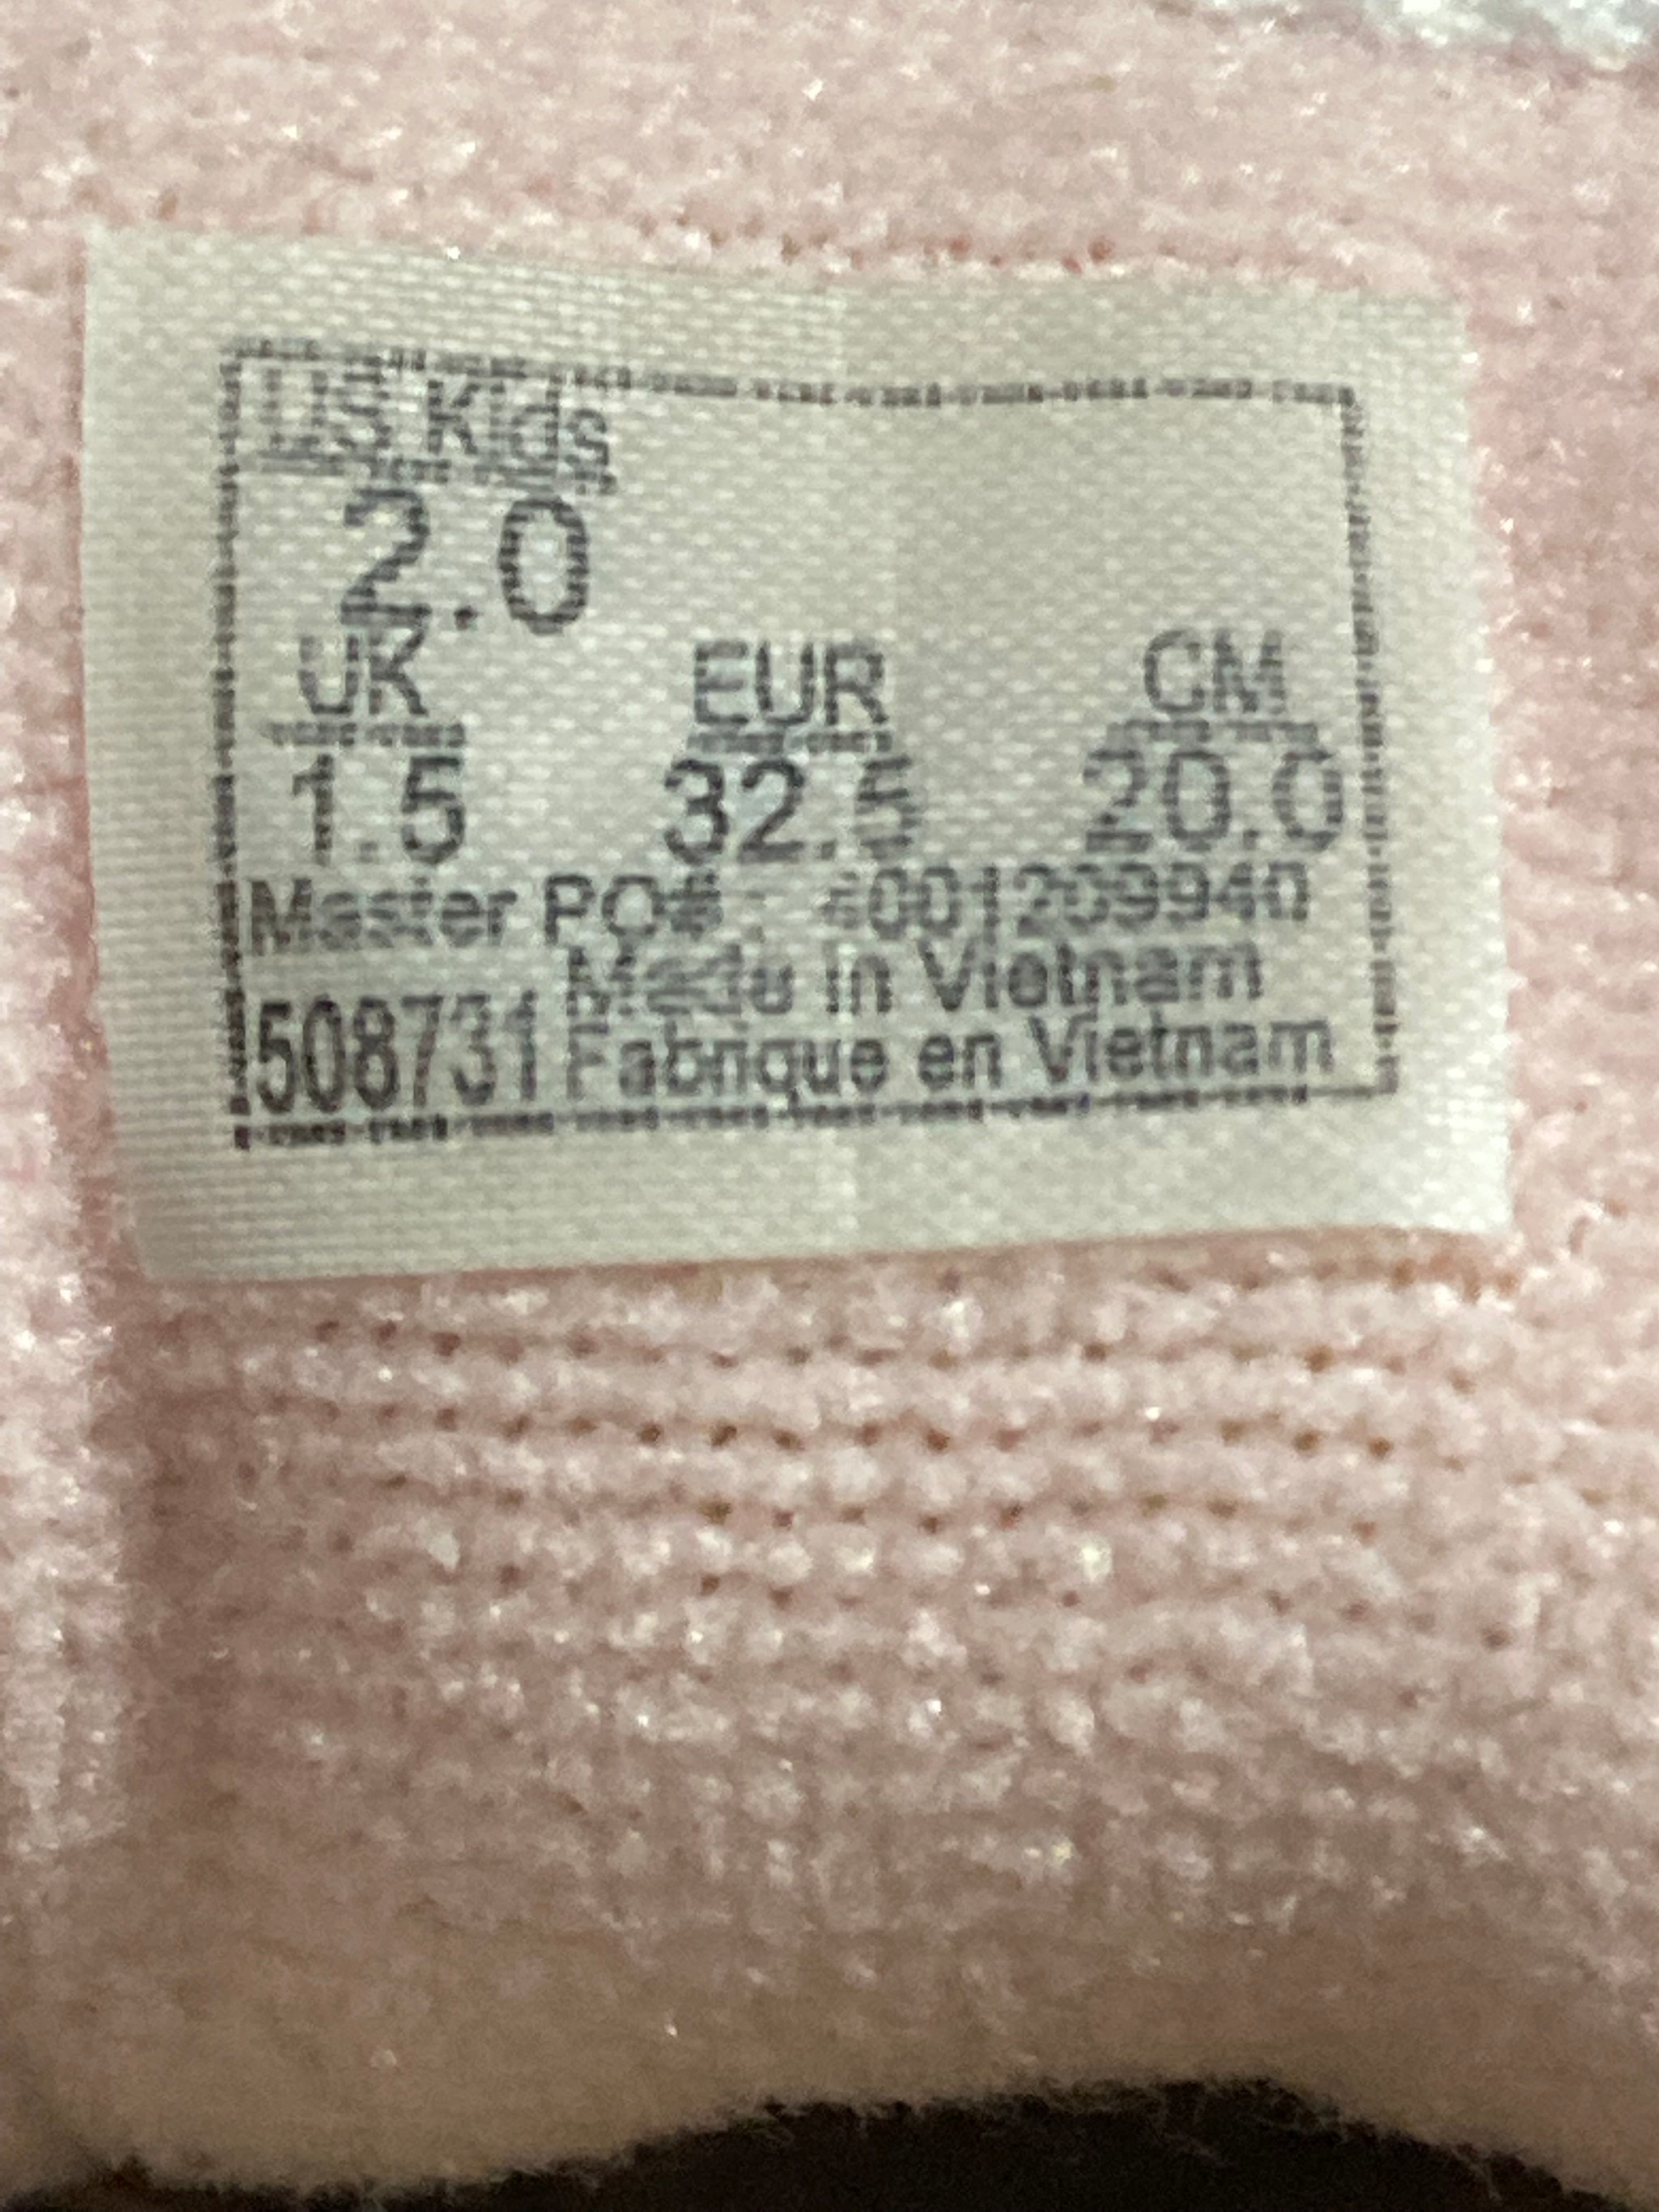 US Kids
2.0
UK EUR CM
1.5 32.5 20.0
Master PO# :
Made in Vietnam
508731 Fabrique en Vietnam